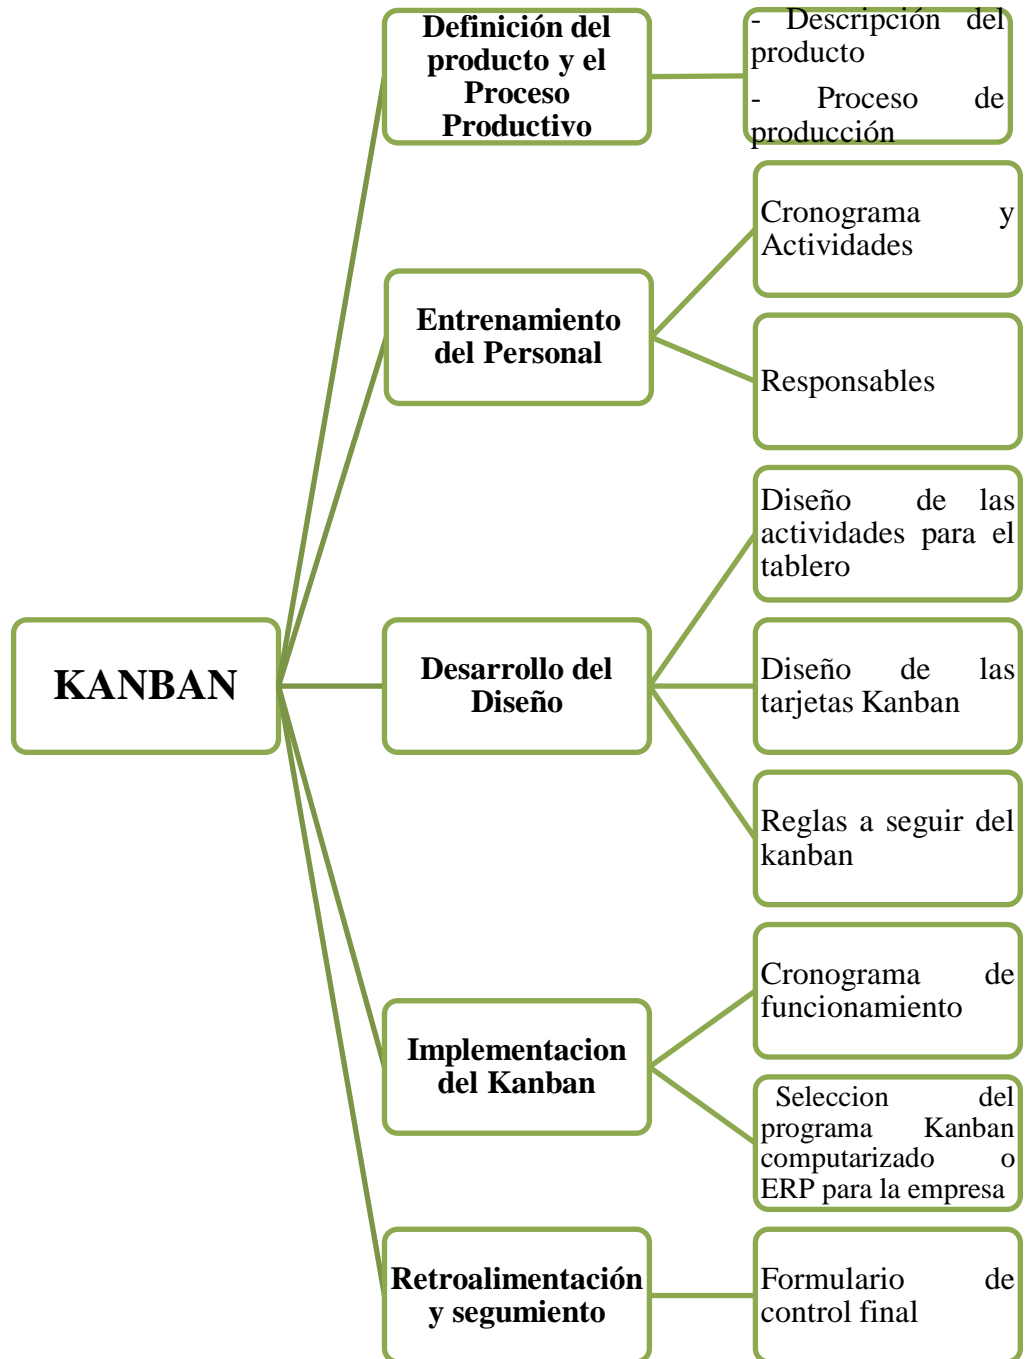 Definición del
producto y el
Proceso
Productivo
- Descripción del
producto
- Proceso de
producción
Cronograma y
Actividades
Entrenamiento
del Personal
Responsables
Diseño de las
actividades para el
tablero
KANBAN
Desarrollo del
Diseño
Diseño de las
tarjetas Kanban
Reglas a seguir del
kanban
Cronograma de
funcionamiento
Implementacion
del Kanban
Seleccion del
programa Kanban
computarizado o
ERP para la empresa
Retroalimentación
y segumiento
Formulario de
control final